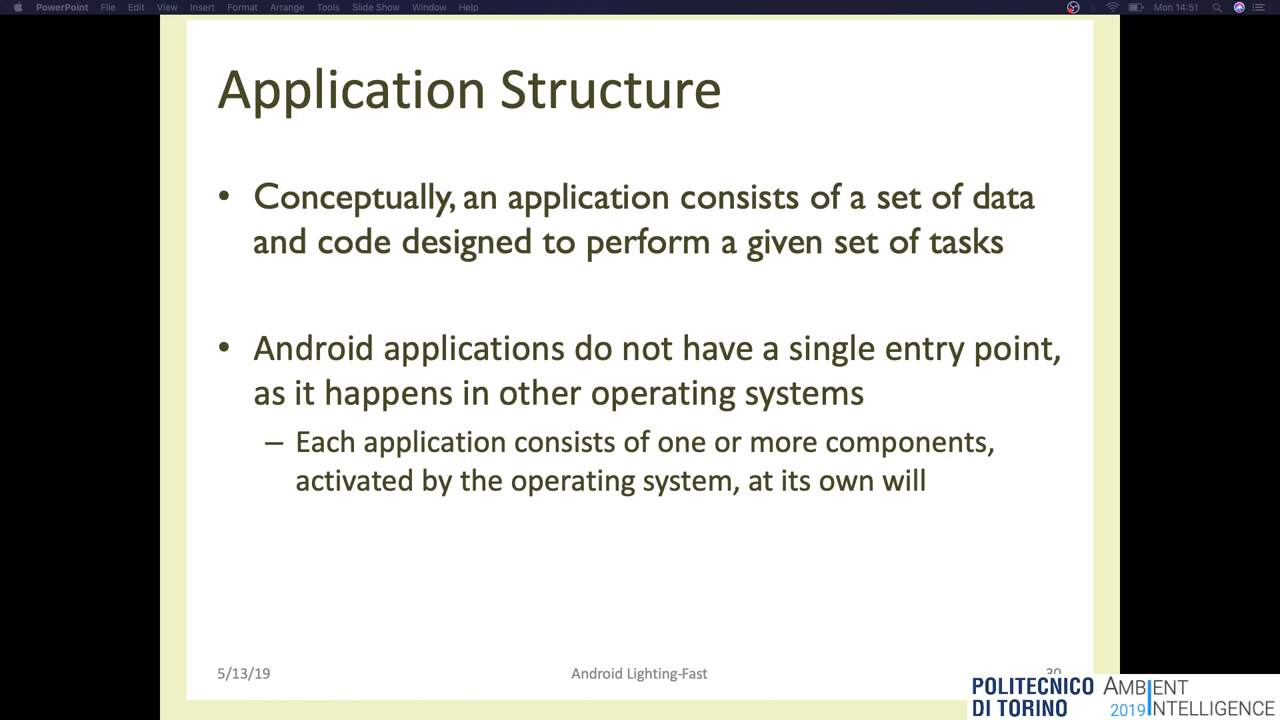 PowerPoint File Edit View Insert Format Arrange Tools Slide Show Window Help Mon 14:51
Application Structure
• Conceptually, an application consists of a set of data
and code designed to perform a given set of tasks
• Android applications do not have a single entry point,
as it happens in other operating systems
– Each application consists of one or more components,
activated by the operating system, at its own will
5/13/19 Android Lighting-Fast 30
POLITECNICO
DI TORINO
AMBIENT
2019 INTELLIGENCE